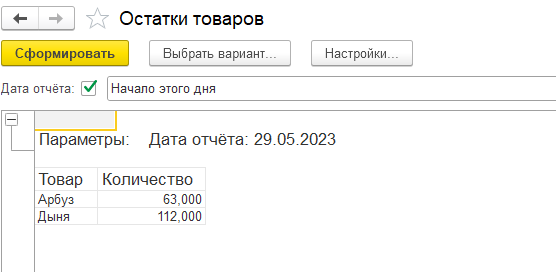 Остатки товаров
Сформировать Выбрать вариант... Настройки...
Дата отчёта: Начало этого дня
Параметры: Дата отчёта: 29.05.2023
Товар Количество
Арбуз 63,000
Дыня 112,000